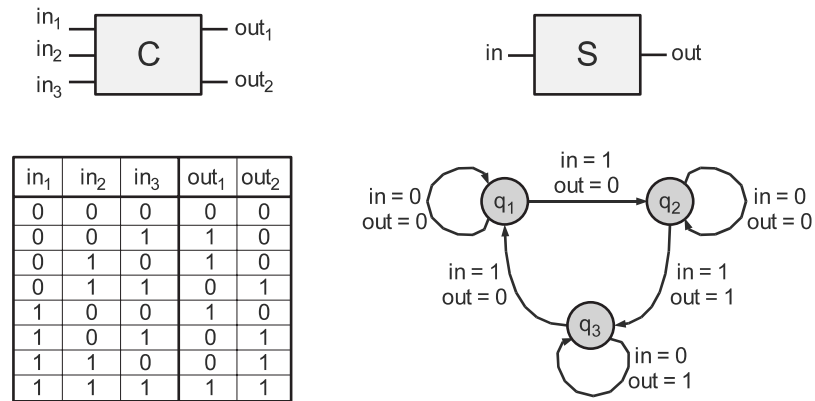 in₁
in₂
in₃
C
out₁
out₂
in
S
out
in₁ in₂ in₃ out₁ out₂
0 0 0 0 0
0 0 1 1 0
0 1 0 1 0
0 1 1 0 1
1 0 0 1 0
1 0 1 0 1
1 1 0 0 1
1 1 1 1 1
in = 0
out = 0
q₁
in = 1
out = 0
q₂
in = 0
out = 0
in = 1
out = 0
in = 1
out = 1
q₃
in = 0
out = 1